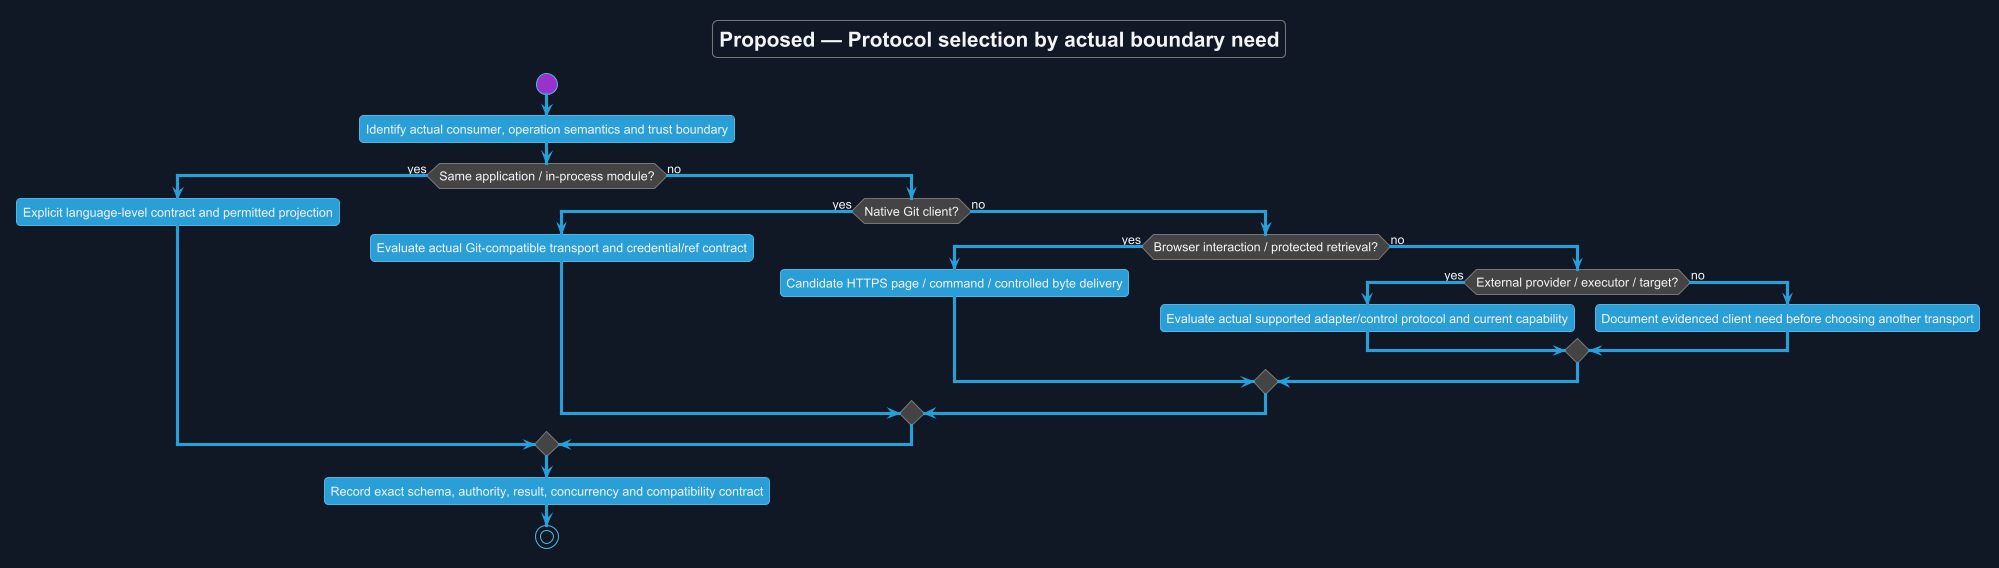 Proposed — Protocol selection by actual boundary need
Identify actual consumer, operation semantics and trust boundary
yes
Same application / in-process module?
no
Explicit language-level contract and permitted projection
yes
Native Git client?
no
Evaluate actual Git-compatible transport and credential/ref contract
yes
Browser interaction / protected retrieval?
no
Candidate HTTPS page / command / controlled byte delivery
yes
External provider / executor / target?
no
Evaluate actual supported adapter/control protocol and current capability
Document evidenced client need before choosing another transport
Record exact schema, authority, result, concurrency and compatibility contract